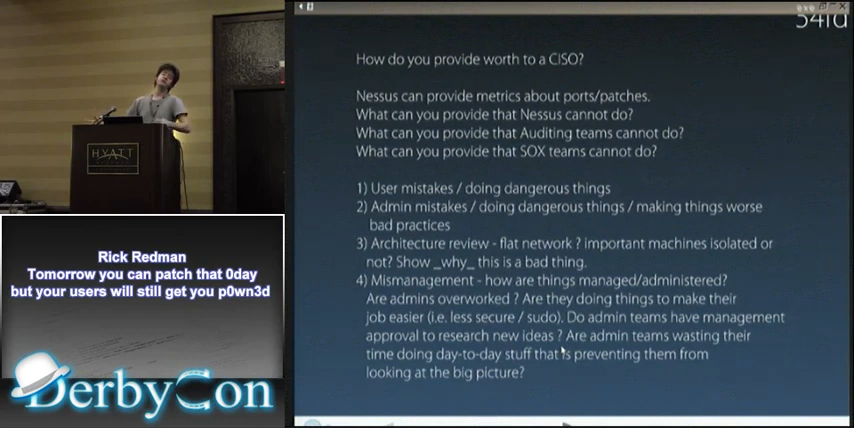 HYATT
Rick Redman
Tomorrow you can patch that 0day
but your users will still get you p0wn3d
DerbyCon
How do you provide worth to a CISO?
Nessus can provide metrics about ports/patches.
What can you provide that Nessus cannot do?
What can you provide that Auditing teams cannot do?
What can you provide that SOX teams cannot do?
1) User mistakes / doing dangerous things
2) Admin mistakes / doing dangerous things / making things worse
bad practices
3) Architecture review - flat network ? important machines isolated or
not? Show _why_ this is a bad thing.
4) Mismanagement - how are things managed/administered?
Are admins overworked ? Are they doing things to make their
job easier (i.e. less secure / sudo). Do admin teams have management
approval to research new ideas ? Are admin teams wasting their
time doing day-to-day stuff that is preventing them from
looking at the big picture?